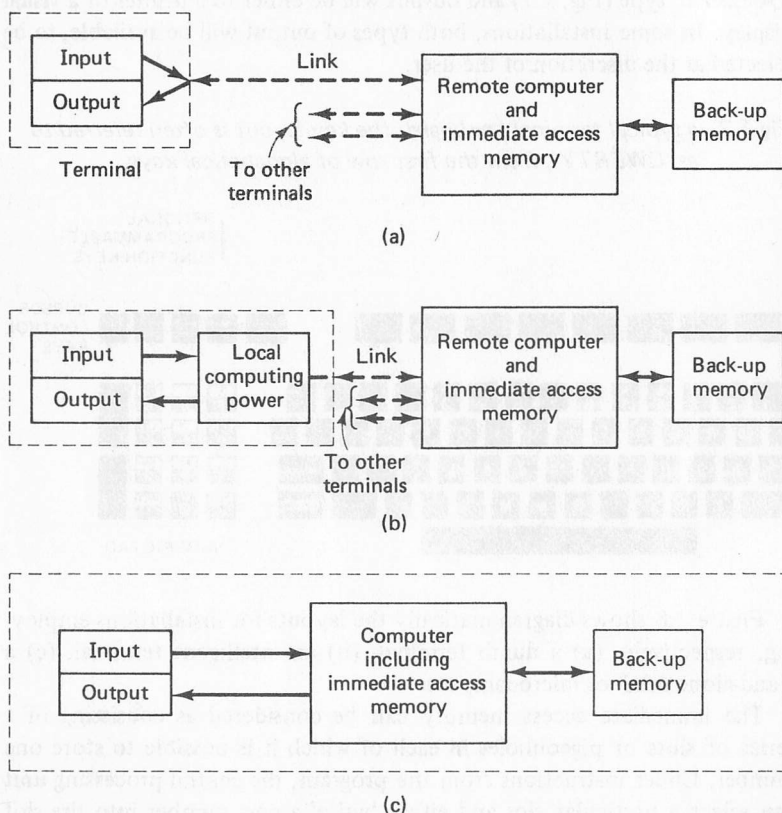 Input
Output
Terminal
Link
To other
terminals
Remote computer
and
immediate access
memory
Back-up
memory
(a)
Input
Output
Local
computing
power
Link
To other
terminals
Remote computer
and
immediate access
memory
Back-up
memory
(b)
Input
Output
Computer
including
immediate access
memory
Back-up
memory
(c)